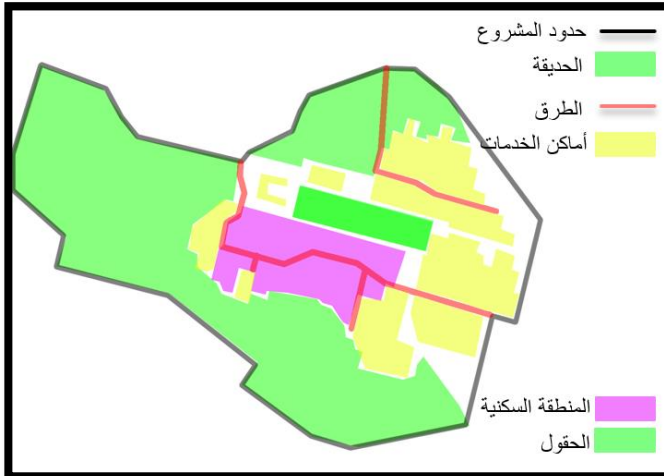 حدود المشروع
الحديقة
الطرق
أماكن الخدمات
المنطقة السكنية
الحقول